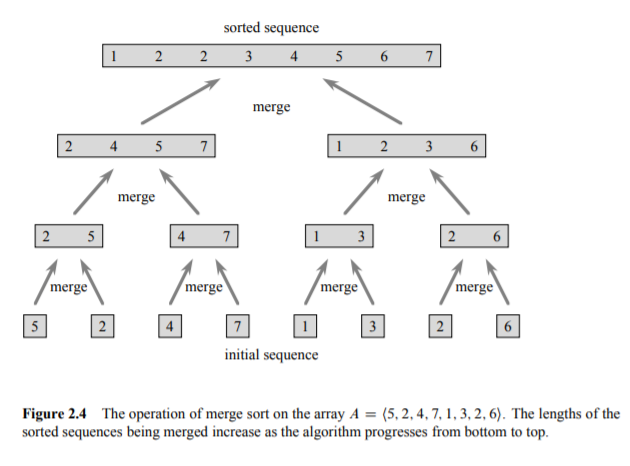 sorted sequence
1 2 2 3 4 5 6 7
merge
2 4 5 7 1 2 3 6
merge merge
2 5 4 7 1 3 2 6
merge merge merge merge
5 2 4 7 1 3 2 6
initial sequence
Figure 2.4 The operation of merge sort on the array A = ⟨5, 2, 4, 7, 1, 3, 2, 6⟩. The lengths of the
sorted sequences being merged increase as the algorithm progresses from bottom to top.